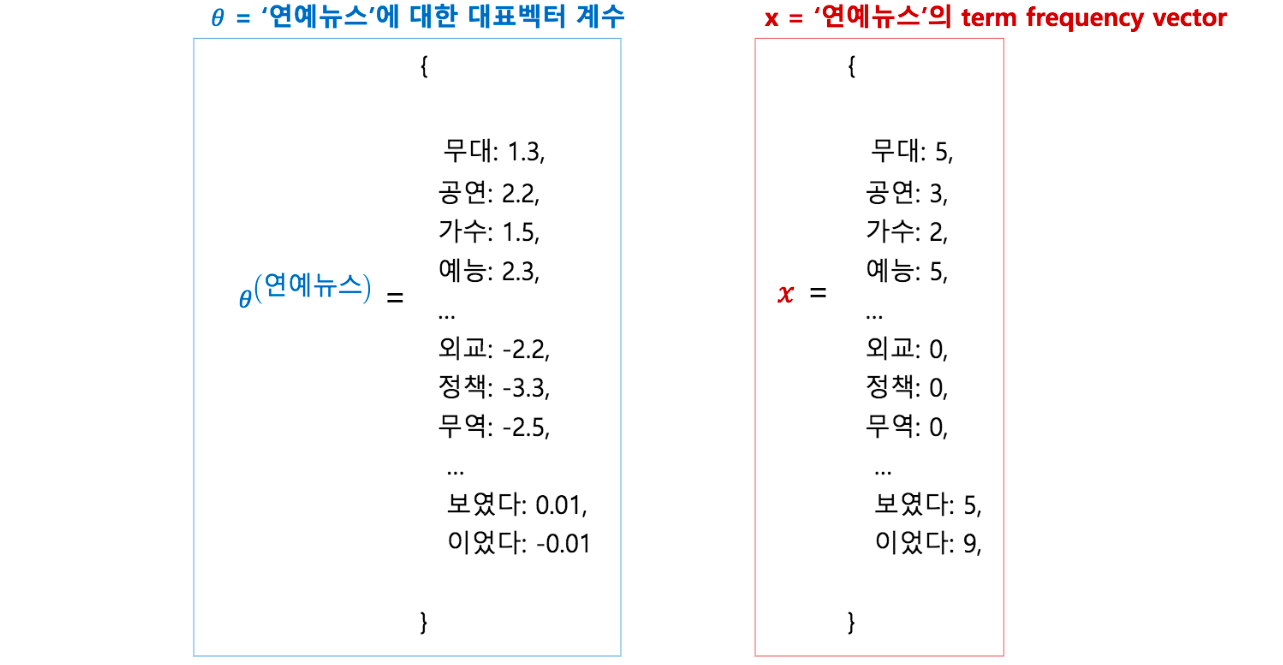 θ = ‘연예뉴스’에 대한 대표벡터 계수
{
무대: 1.3,
공연: 2.2,
가수: 1.5,
예능: 2.3,
...
외교: -2.2,
정책: -3.3,
무역: -2.5,
...
보였다: 0.01,
이었다: -0.01
}
θ(연예뉴스) =
x = ‘연예뉴스’의 term frequency vector
{
무대: 5,
공연: 3,
가수: 2,
예능: 5,
...
외교: 0,
정책: 0,
무역: 0,
...
보였다: 5,
이었다: 9,
}
x =